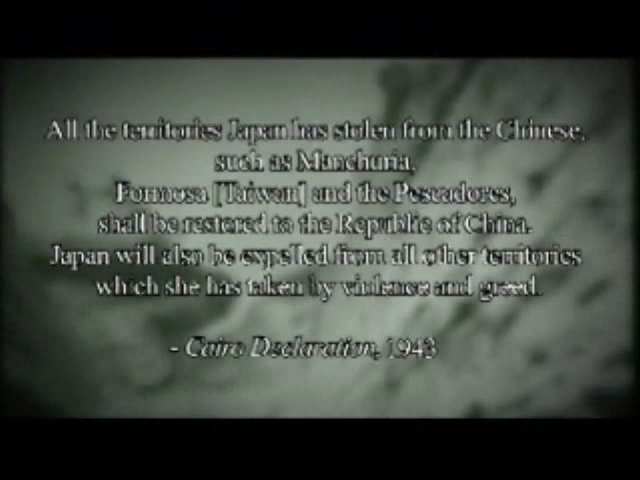 All the territories Japan has stolen from the Chinese,
such as Manchuria,
Formosa [Taiwan] and the Pescadores,
shall be restored to the Republic of China.
Japan will also be expelled from all other territories
which she has taken by violence and greed.
- Cairo Declaration, 1943